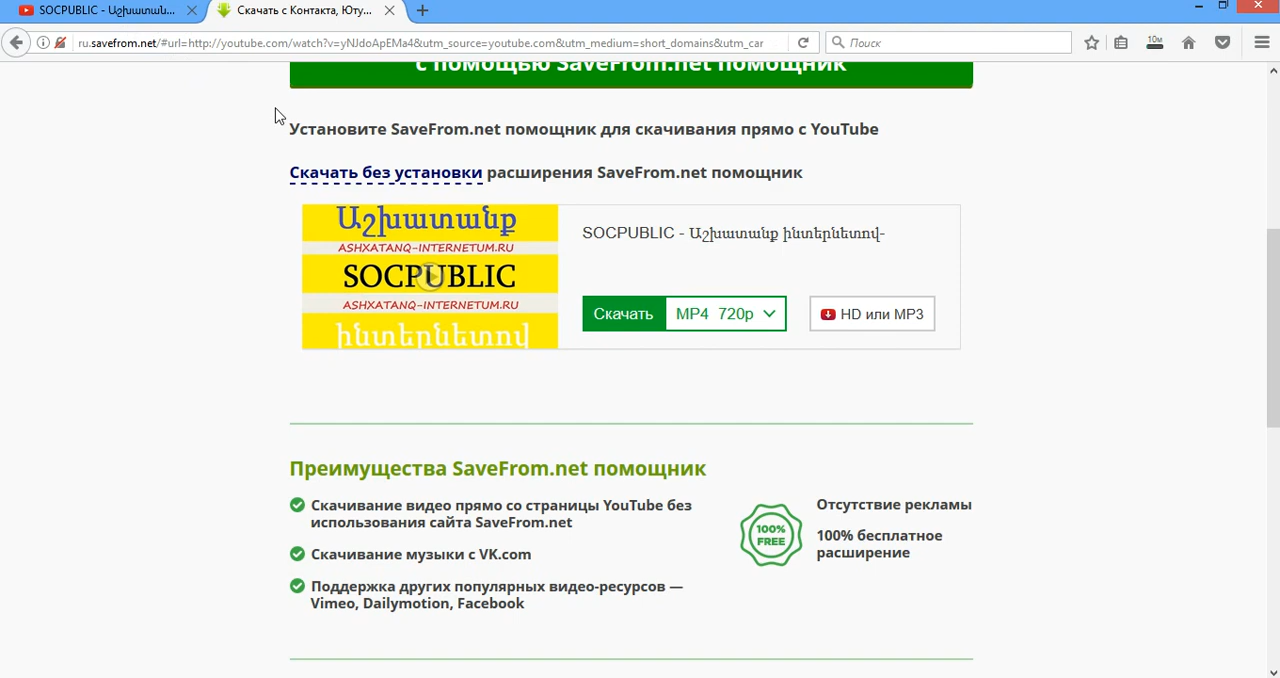 SOCPUBLIC - Աշխատան...
Скачать с Контакта, Юту...
ru.savefrom.net/#url=http://youtube.com/watch?v=yNJdoApEMa4&utm_source=youtube.com&utm_medium=short_domains&utm_car
Поиск
10м
с помощью SaveFrom.net помощник
Установите SaveFrom.net помощник для скачивания прямо с YouTube
Скачать без установки расширения SaveFrom.net помощник
Աշխատանք
ASHXATANQ-INTERNETUM.RU
SOCPUBLIC
ASHXATANQ-INTERNETUM.RU
ինտերնետով
SOCPUBLIC - Աշխատանք ինտերնետով-
Скачать MP4 720p
HD или MP3
Преимущества SaveFrom.net помощник
Скачивание видео прямо со страницы YouTube без
использования сайта SaveFrom.net
Скачивание музыки с VK.com
Поддержка других популярных видео-ресурсов —
Vimeo, Dailymotion, Facebook
100%
FREE
Отсутствие рекламы
100% бесплатное
расширение